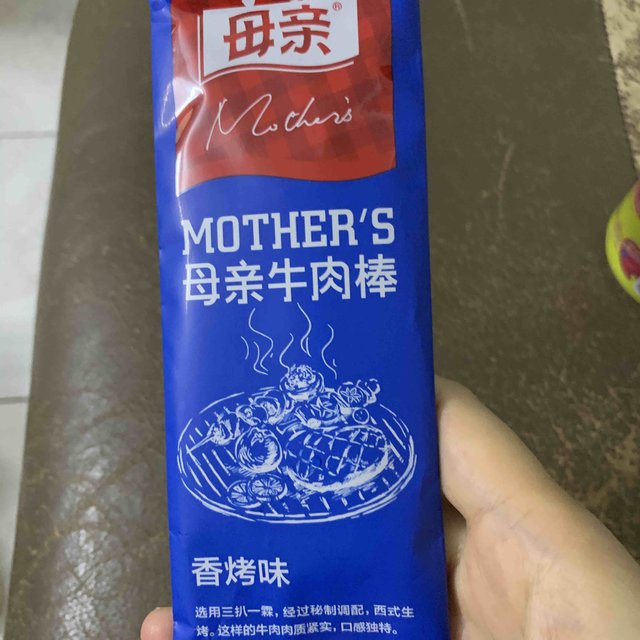 母亲®
Mother's
MOTHER'S
母亲牛肉棒
香烤味
选用三扒一霖，经过秘制调配，西式生
烤。这样的牛肉肉质紧实，口感独特。